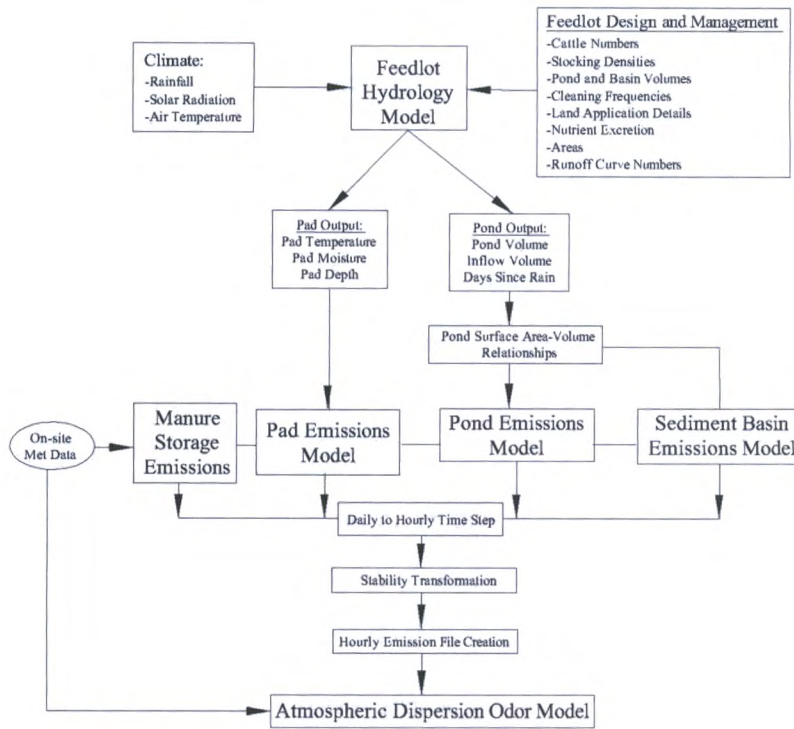 Climate:
-Rainfall
-Solar Radiation
-Air Temperature
Feedlot
Hydrology
Model
Feedlot Design and Management
-Cattle Numbers
-Stocking Densities
-Pond and Basin Volumes
-Cleaning Frequencies
-Land Application Details
-Nutrient Excretion
-Areas
-Runoff Curve Numbers
Pad Output:
Pad Temperature
Pad Moisture
Pad Depth
Pond Output:
Pond Volume
Inflow Volume
Days Since Rain
Pond Surface Area-Volume
Relationships
On-site
Met Data
Manure
Storage
Emissions
Pad Emissions
Model
Pond Emissions
Model
Sediment Basin
Emissions Model
Daily to Hourly Time Step
Stability Transformation
Hourly Emission File Creation
Atmospheric Dispersion Odor Model